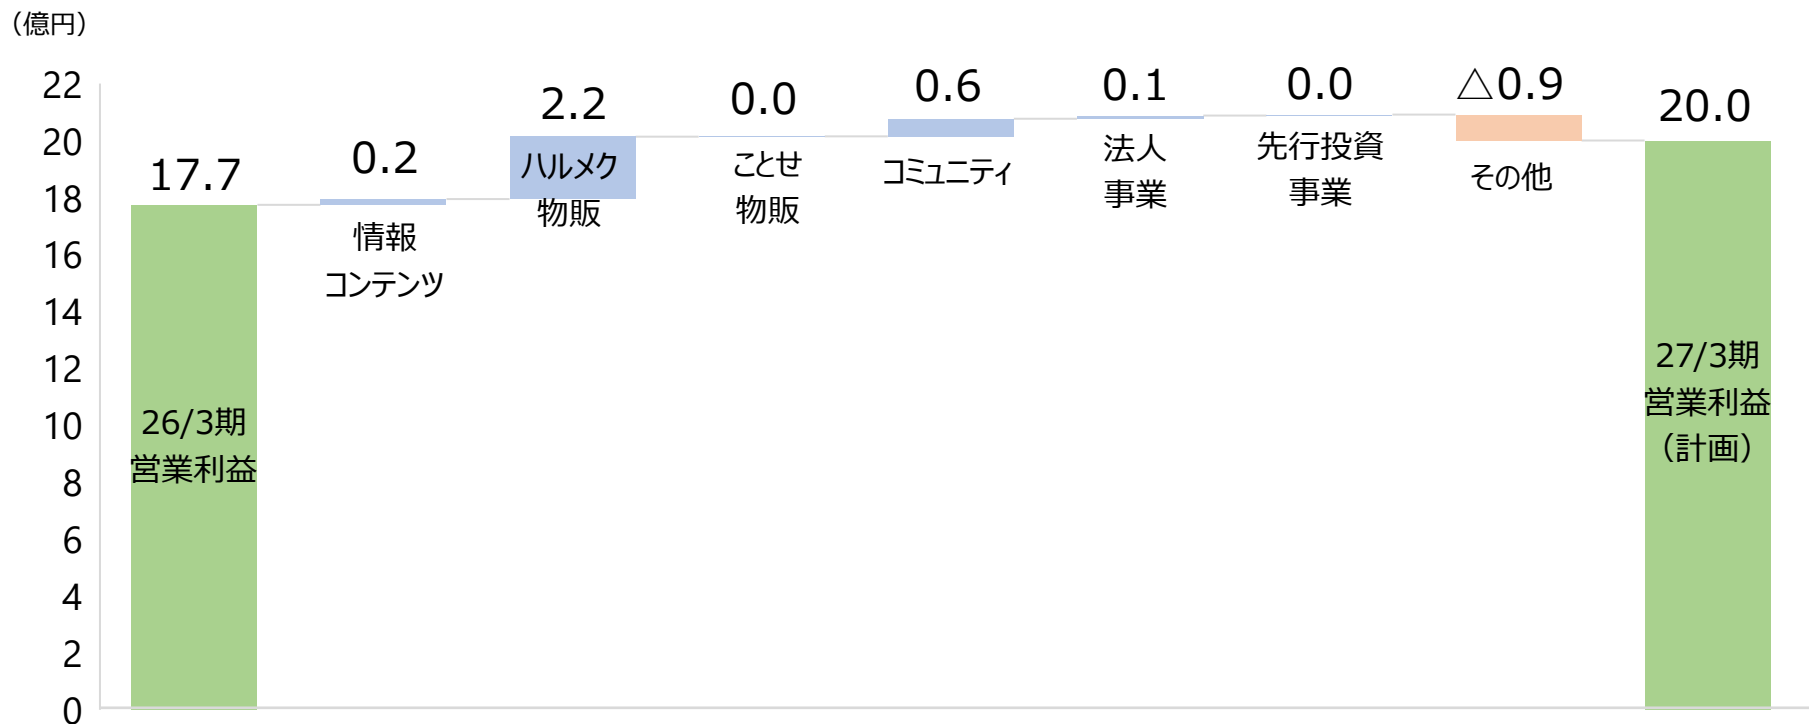 （億円）
22
20
18
16
14
12
10
8
6
4
2
0
17.7
26/3期
営業利益
0.2
情報
コンテンツ
2.2
ハルメク
物販
0.0
ことせ
物販
0.6
コミュニティ
0.1
法人
事業
0.0
先行投資
事業
△0.9
その他
20.0
27/3期
営業利益
（計画）